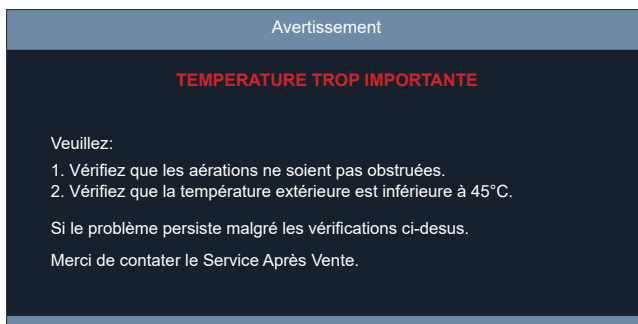 Avertissement
TEMPERATURE TROP IMPORTANTE
Veuillez:
1. Vérifiez que les aérations ne soient pas obstruées.
2. Vérifiez que la température extérieure est inférieure à 45°C.
Si le problème persiste malgré les vérifications ci-desus.
Merci de contater le Service Après Vente.